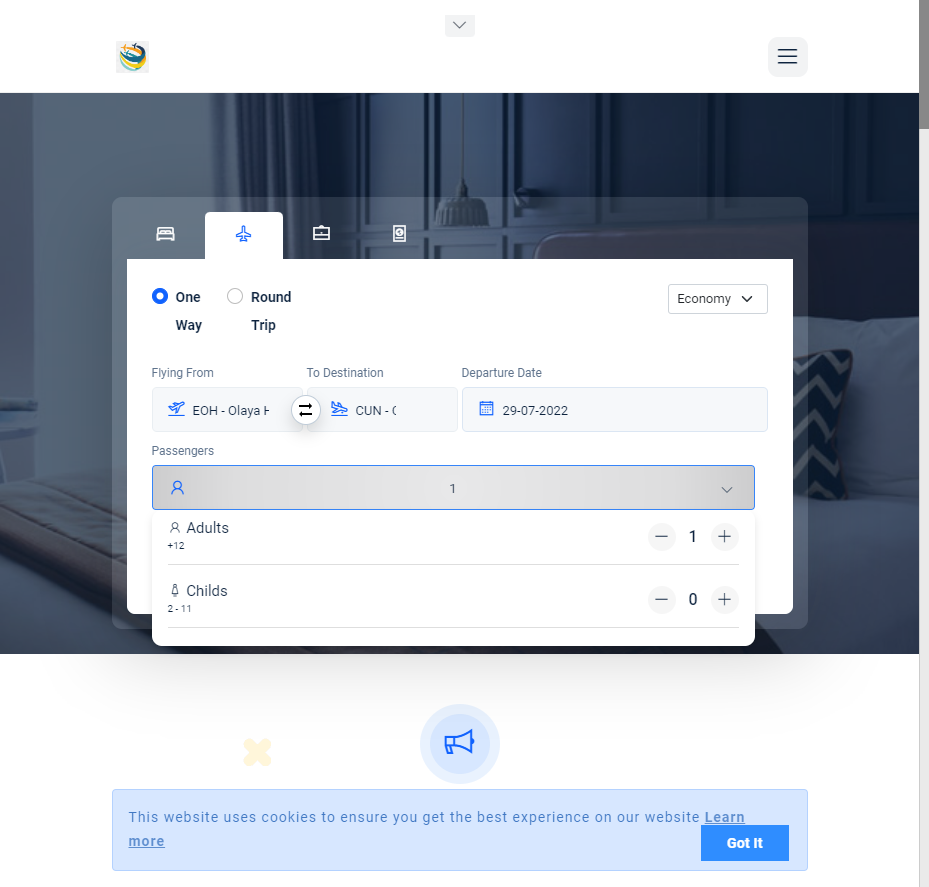 One Way
Round Trip
Economy
Flying From
To Destination
Departure Date
EOH - Olaya
CUN -
29-07-2022
Passengers
1
Adults
+12
1
Childs
2 - 11
0
This website uses cookies to ensure you get the best experience on our website Learn
more
Got It